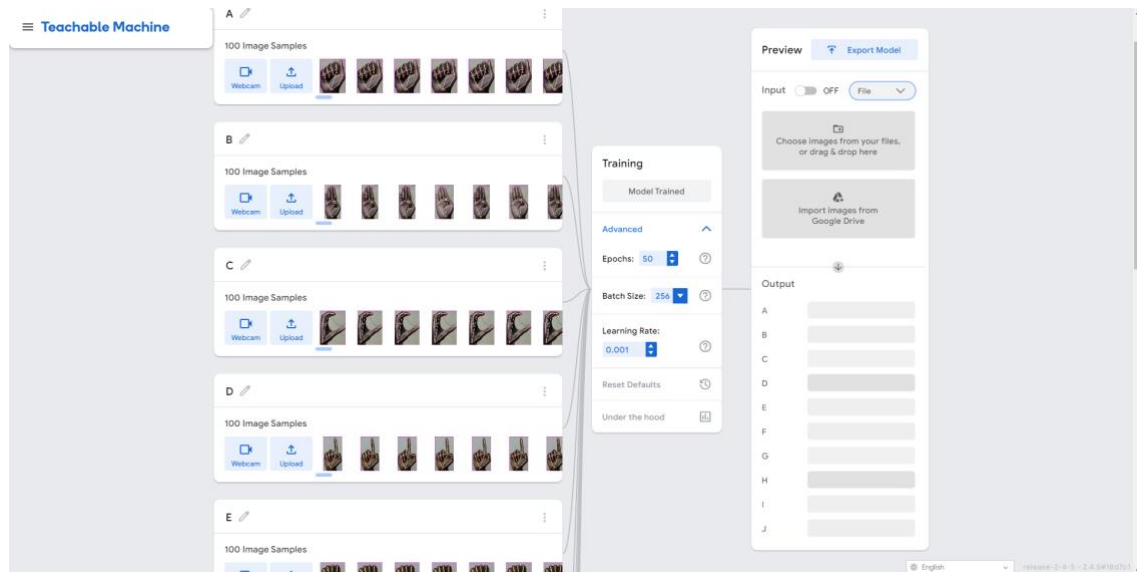 Teachable Machine
A
100 Image Samples
Webcam
Upload
B
100 Image Samples
Webcam
Upload
C
100 Image Samples
Webcam
Upload
D
100 Image Samples
Webcam
Upload
E
100 Image Samples
Training
Model Trained
Advanced
Epochs: 50
Batch Size: 256
Learning Rate:
0.001
Reset Defaults
Under the hood
Preview
Export Model
Input OFF File
Choose images from your files,
or drag & drop here
Import images from
Google Drive
Output
A
B
C
D
E
F
G
H
I
J
English